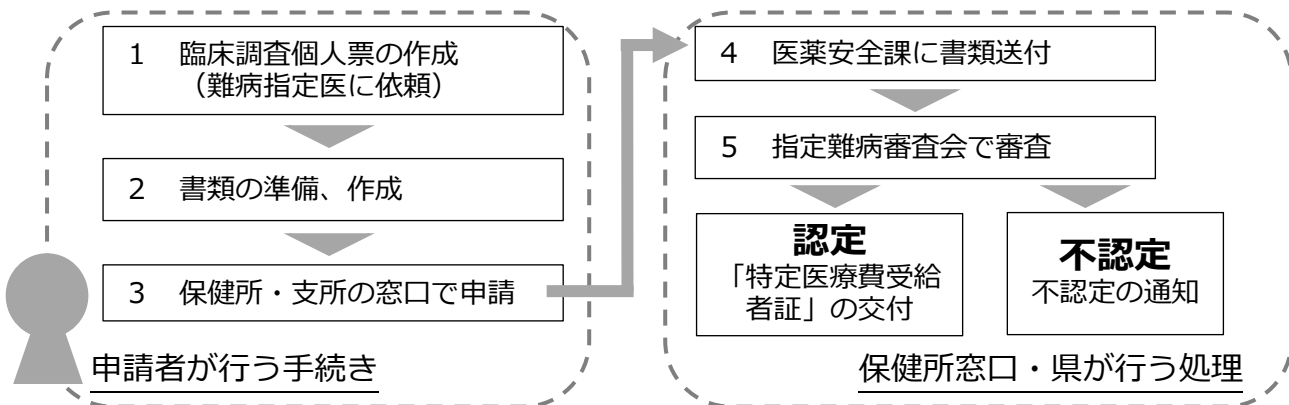 1 臨床調査個人票の作成
（難病指定医に依頼）
2 書類の準備、作成
3 保健所・支所の窓口で申請
申請者が行う手続き
4 医薬安全課に書類送付
5 指定難病審査会で審査
認定
「特定医療費受給
者証」の交付
不認定
不認定の通知
保健所窓口・県が行う処理